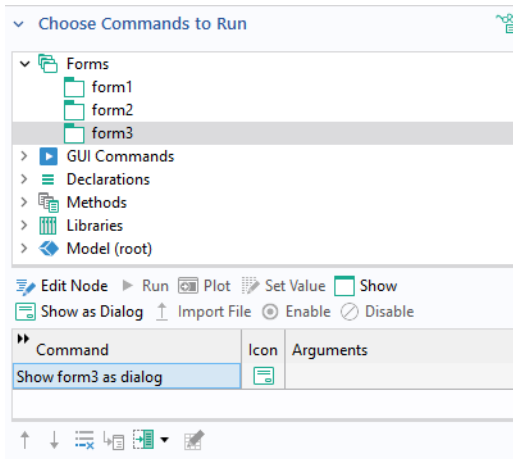 Choose Commands to Run
Forms
form1
form2
form3
GUI Commands
Declarations
Methods
Libraries
Model (root)
Edit Node Run Plot Set Value Show
Show as Dialog Import File Enable Disable
Command Icon Arguments
Show form3 as dialog